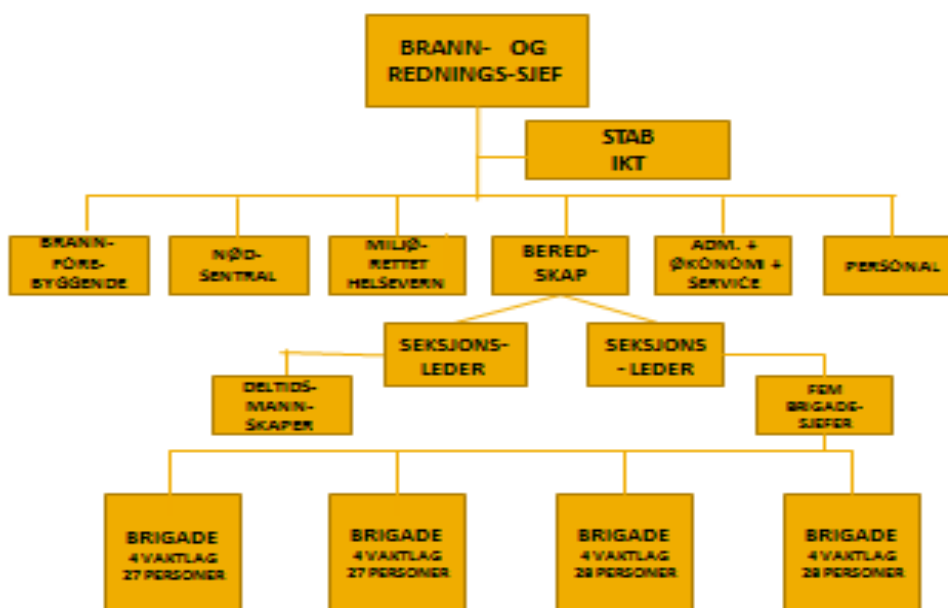 BRANN- OG
REDNINGS-SJEF
STAB
IKT
BRANN-
FORE-
BYGGENDE
NØD-
SENTRAL
MILJØ-
RETTET
HELSEVERN
BERED-
SKAP
ADM. +
ØKONOMI +
SERVICE
PERSONAL
SEKSJONS-
LEDER
SEKSJONS
- LEDER
DELTIDS-
MANN-
SKAPER
FEM
BRIGADE-
SJEFER
BRIGADE
4 VAKTLAG
27 PERSONER
BRIGADE
4 VAKTLAG
27 PERSONER
BRIGADE
4 VAKTLAG
28 PERSONER
BRIGADE
4 VAKTLAG
28 PERSONER